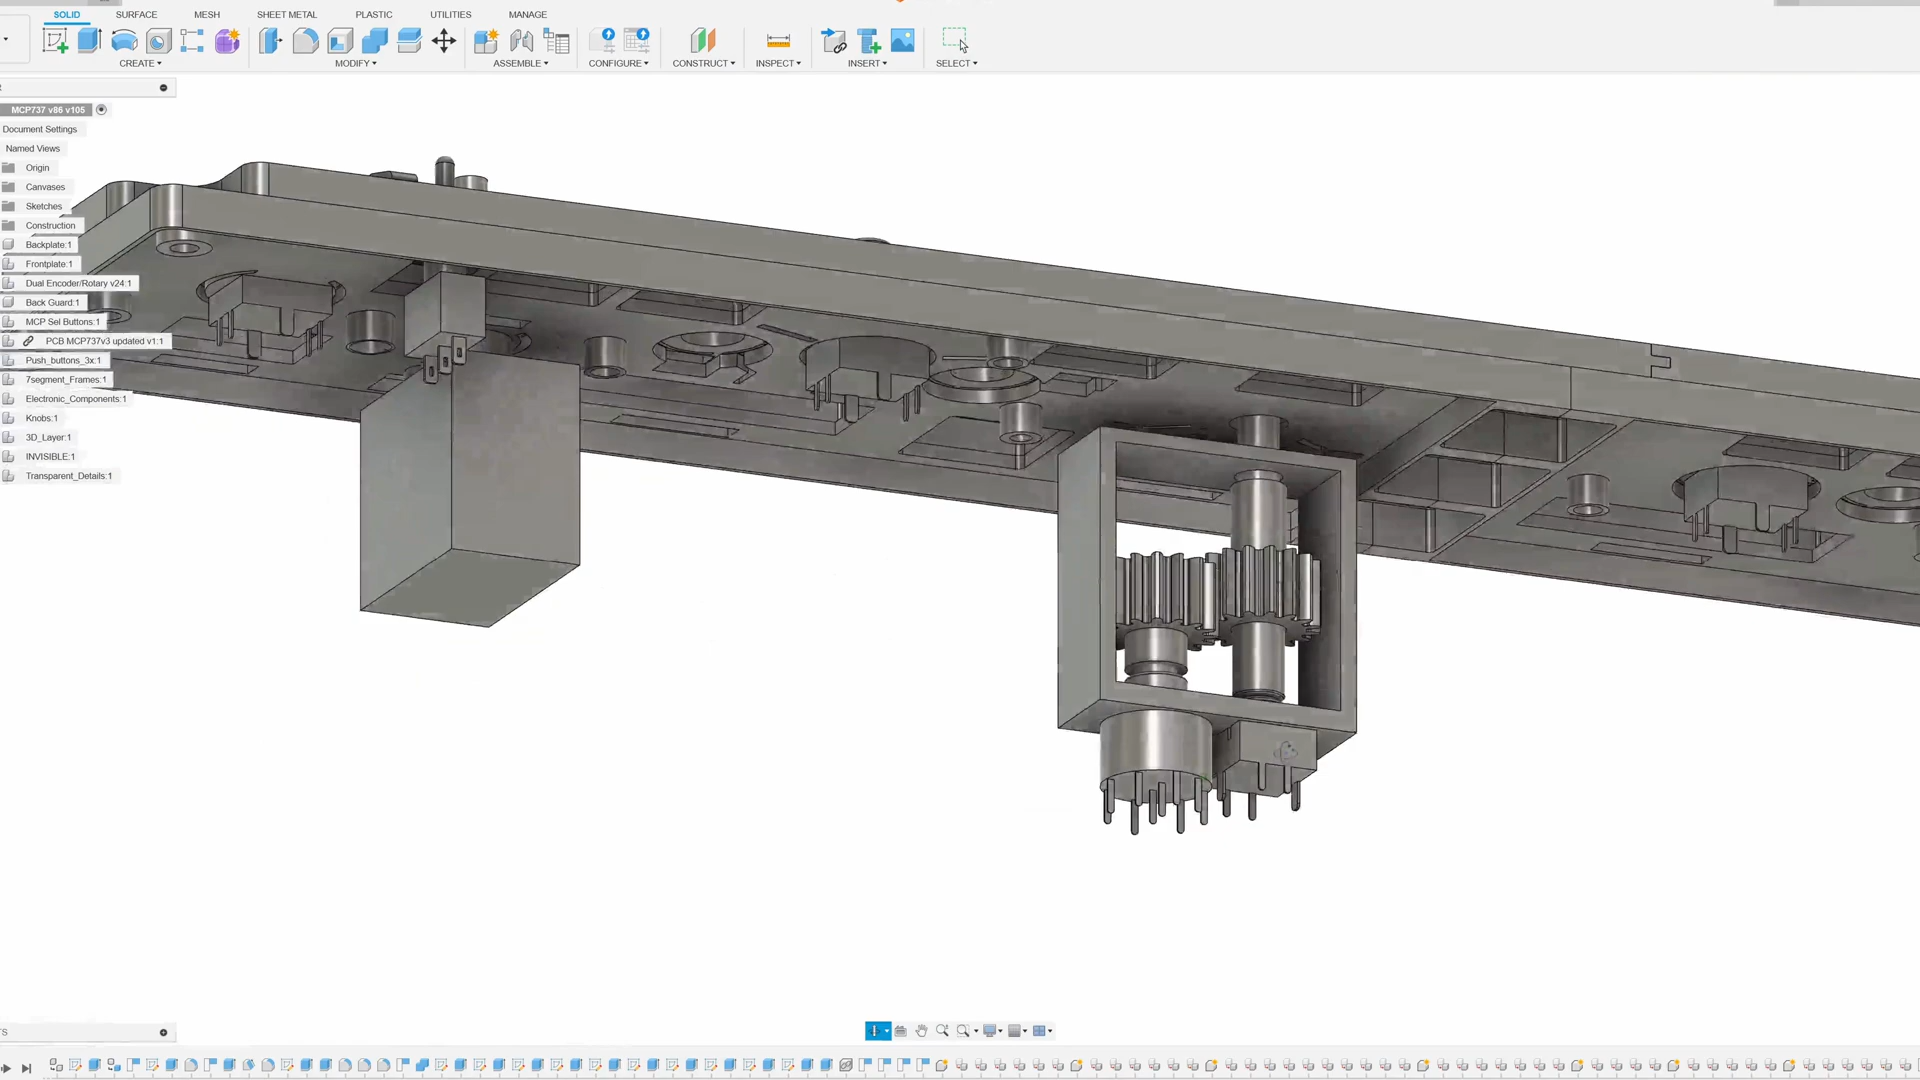 SOLID SURFACE MESH SHEET METAL PLASTIC UTILITIES MANAGE
CREATE MODIFY ASSEMBLE CONFIGURE CONSTRUCT INSPECT INSERT SELECT
MCP737 v86 v105
Document Settings
Named Views
Origin
Canvases
Sketches
Construction
Backplate:1
Frontplate:1
Dual Encoder/Rotary v24:1
Back Guard:1
MCP Sel Buttons:1
PCB MCP737v3 updated v1:1
Push_buttons_3x:1
7segment_Frames:1
Electronic_Components:1
Knobs:1
3D_Layer:1
INVISIBLE:1
Transparent_Details:1